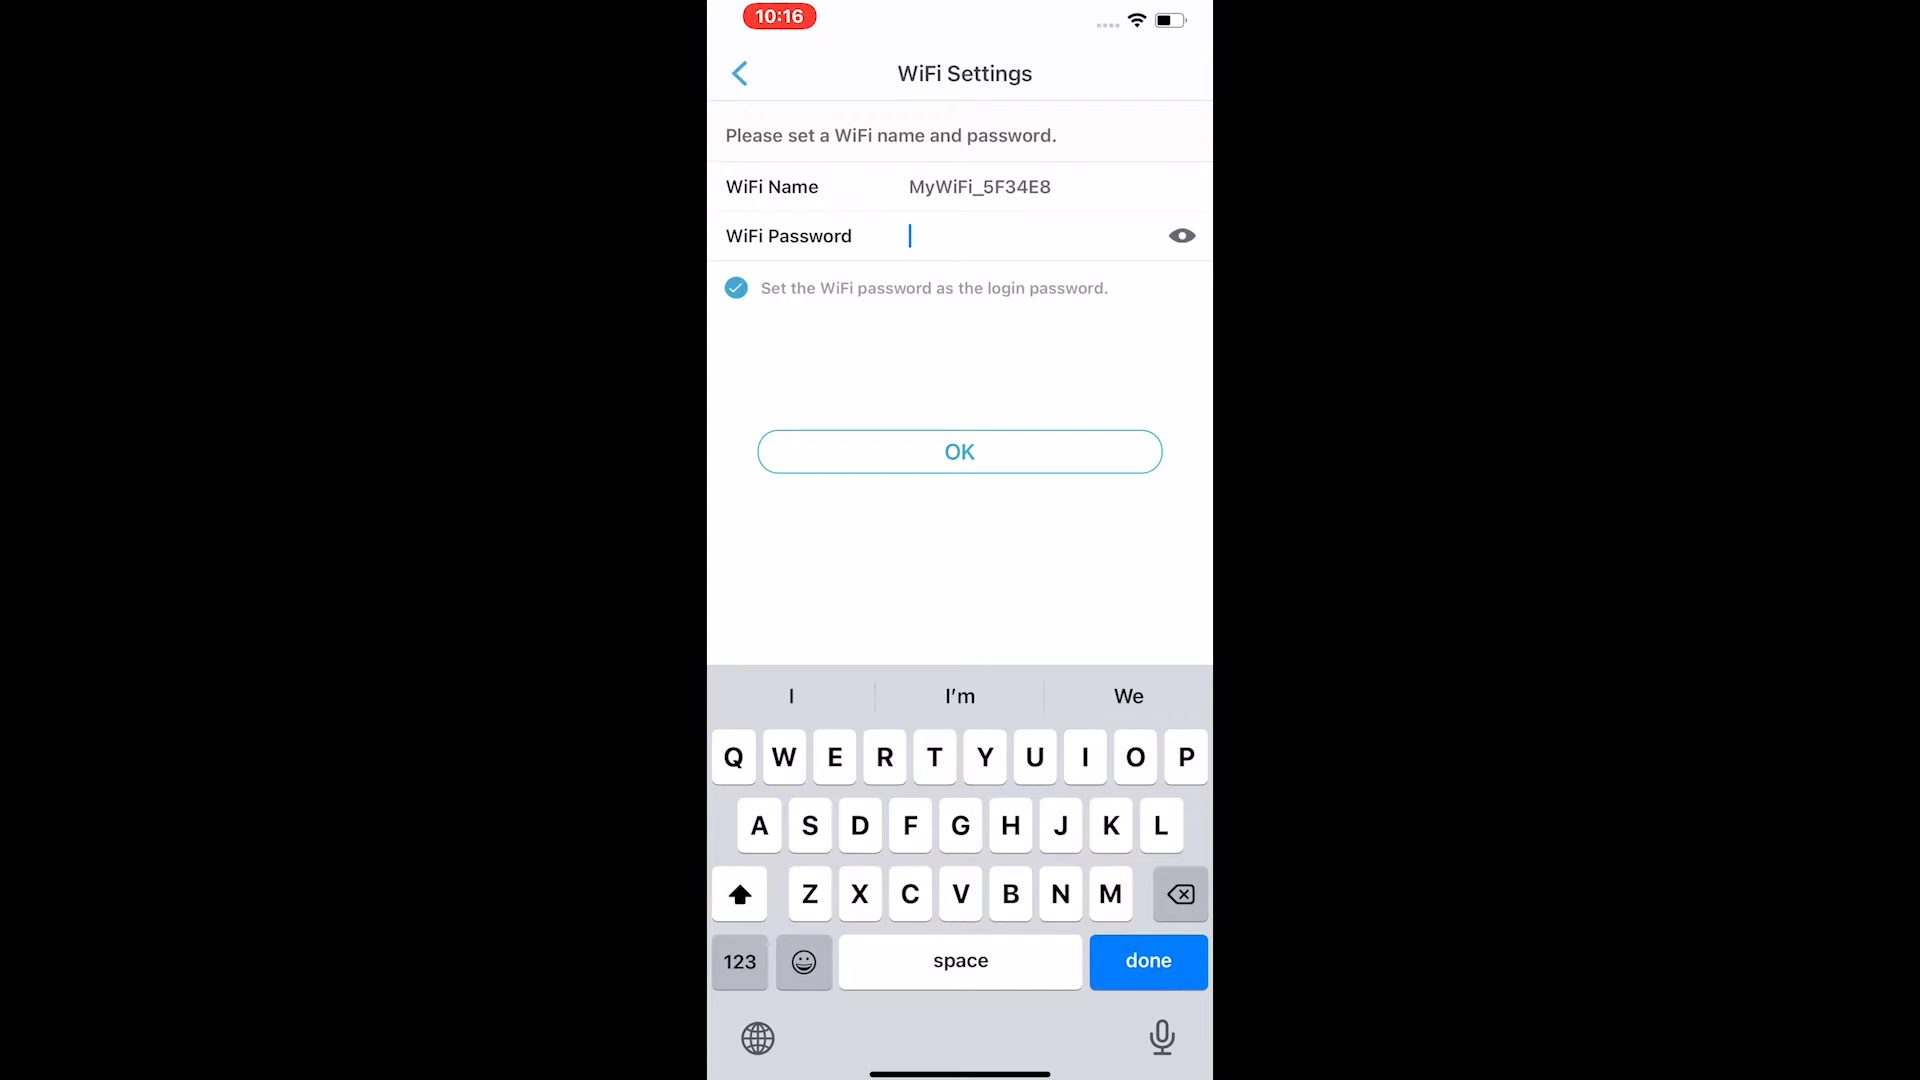 10:16
WiFi Settings
Please set a WiFi name and password.
WiFi Name MyWiFi_5F34E8
WiFi Password
Set the WiFi password as the login password.
OK
I I'm We
Q W E R T Y U I O P
A S D F G H J K L
Z X C V B N M
123 space done